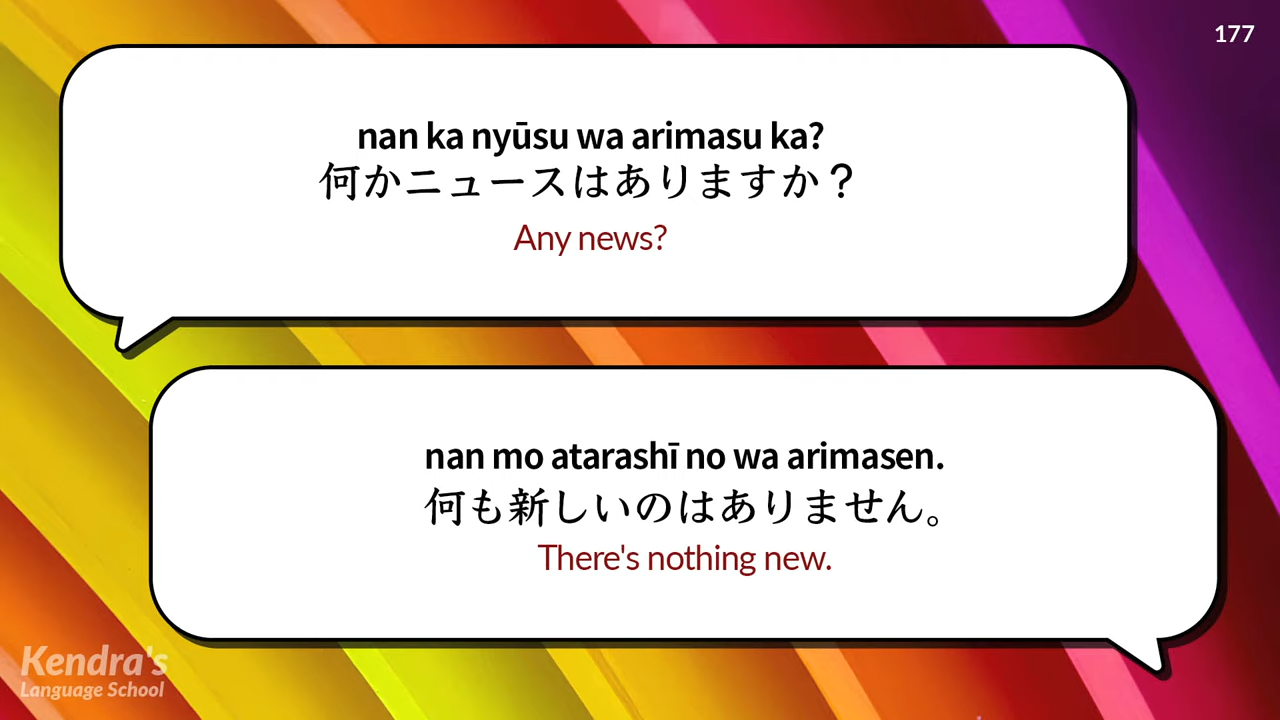 177
nan ka nyūsu wa arimasu ka?
何かニュースはありますか？
Any news?
nan mo atarashī no wa arimasen.
何も新しいのはありません。
There's nothing new.
Kendra's
Language School